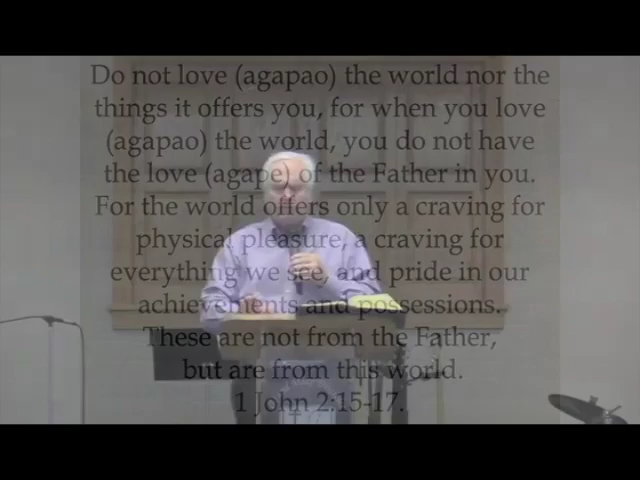 Do not love (agapao) the world nor the
things it offers you, for when you love
(agapao) the world, you do not have
the love (agape) of the Father in you.
For the world offers only a craving for
physical pleasure, a craving for
everything we see, and pride in our
achievements and possessions.
These are not from the Father,
but are from this world.
1 John 2:15-17.